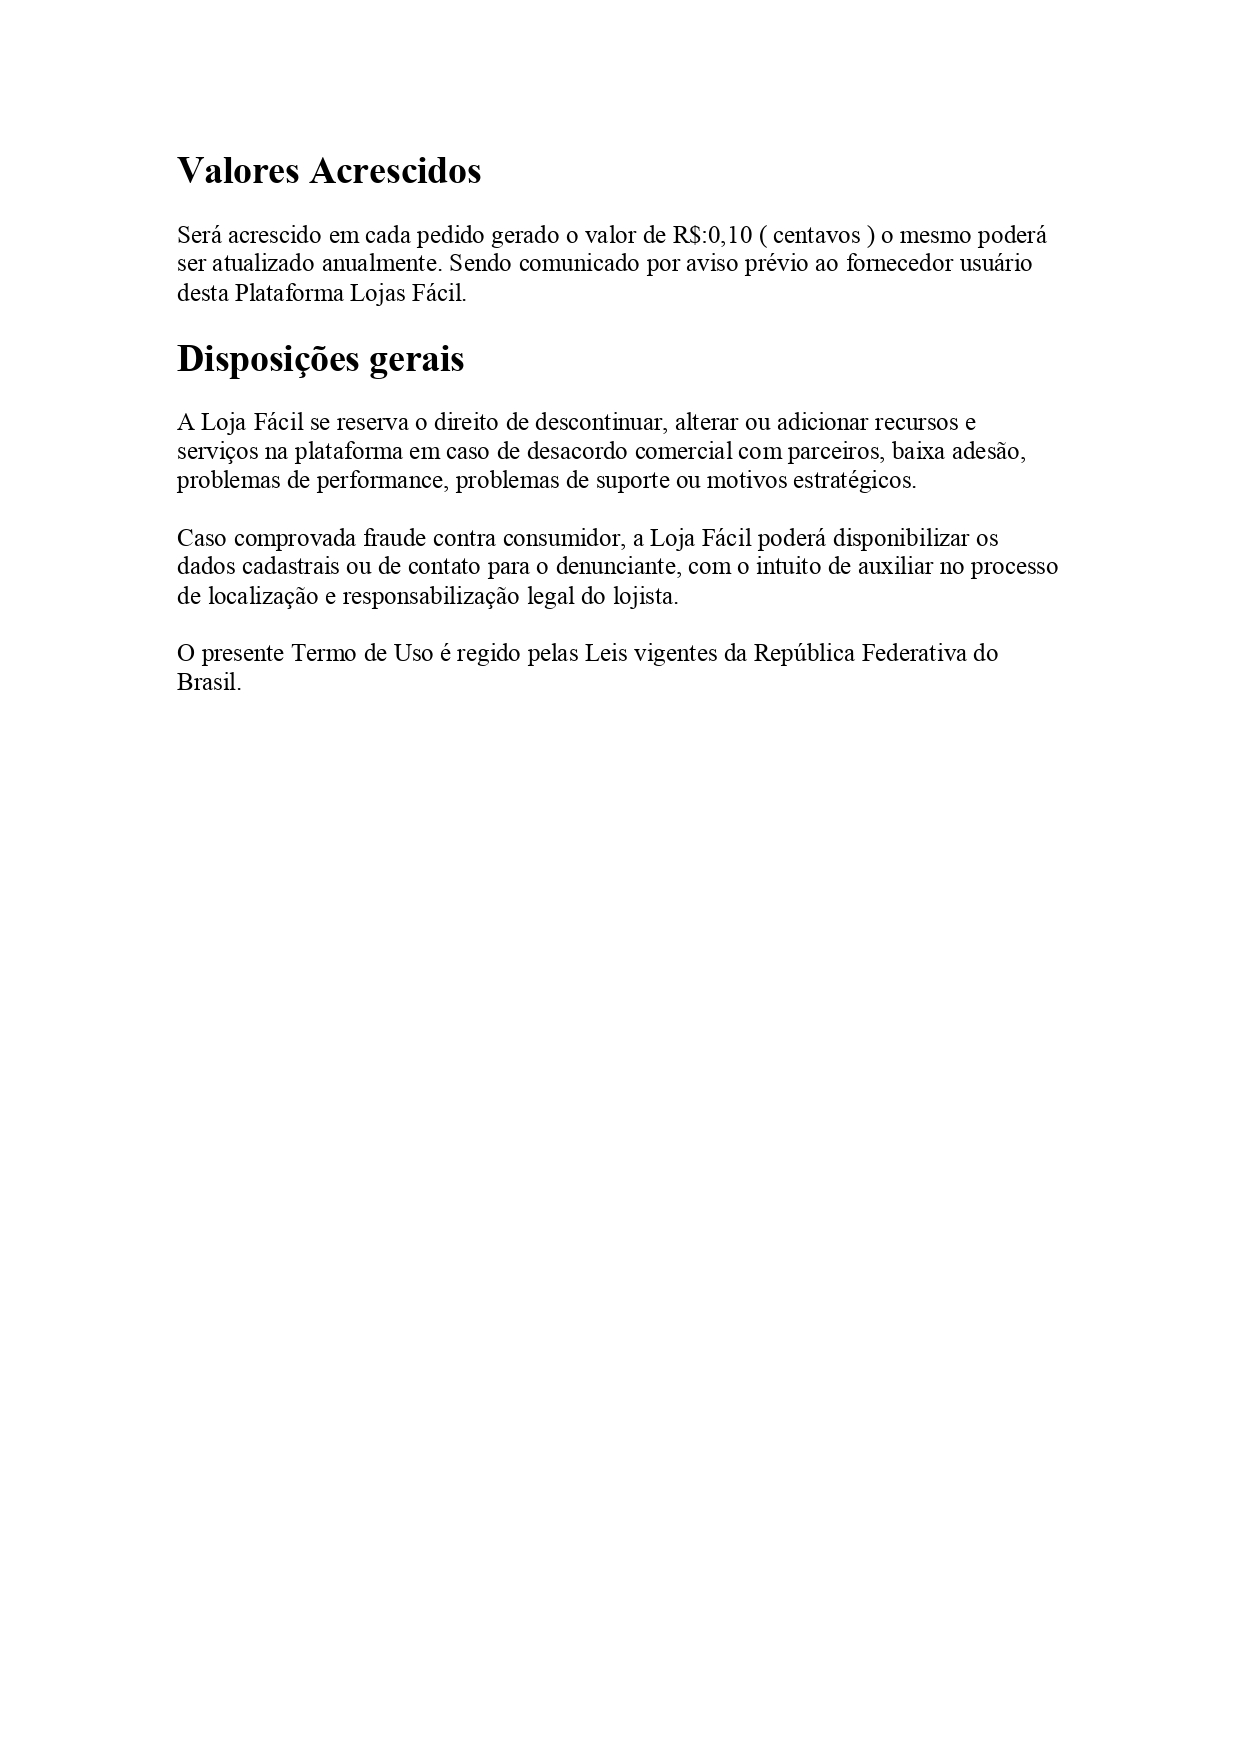 Valores Acrescidos
Será acrescido em cada pedido gerado o valor de R$:0,10 ( centavos ) o mesmo poderá
ser atualizado anualmente. Sendo comunicado por aviso prévio ao fornecedor usuário
desta Plataforma Lojas Fácil.
Disposições gerais
A Loja Fácil se reserva o direito de descontinuar, alterar ou adicionar recursos e
serviços na plataforma em caso de desacordo comercial com parceiros, baixa adesão,
problemas de performance, problemas de suporte ou motivos estratégicos.
Caso comprovada fraude contra consumidor, a Loja Fácil poderá disponibilizar os
dados cadastrais ou de contato para o denunciante, com o intuito de auxiliar no processo
de localização e responsabilização legal do lojista.
O presente Termo de Uso é regido pelas Leis vigentes da República Federativa do
Brasil.